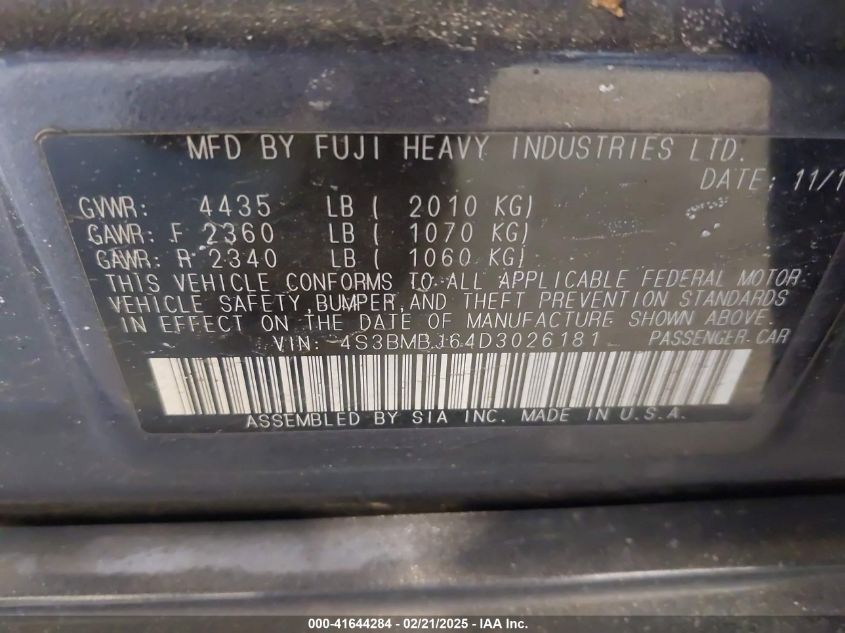 MFD BY FUJI HEAVY INDUSTRIES LTD.
DATE: 11/1
GVWR: 4435 LB ( 2010 KG)
GAWR: F 2360 LB ( 1070 KG)
GAWR: R 2340 LB ( 1060 KG)
THIS VEHICLE CONFORMS TO ALL APPLICABLE FEDERAL MOTOR
VEHICLE SAFETY, BUMPER, AND THEFT PREVENTION STANDARDS
IN EFFECT ON THE DATE OF MANUFACTURE SHOWN ABOVE.
VIN: 4S3BMBJ64D3026181 PASSENGER CAR
ASSEMBLED BY SIA INC. MADE IN U.S.A.
000-41644284 - 02/21/2025 - IAA Inc.